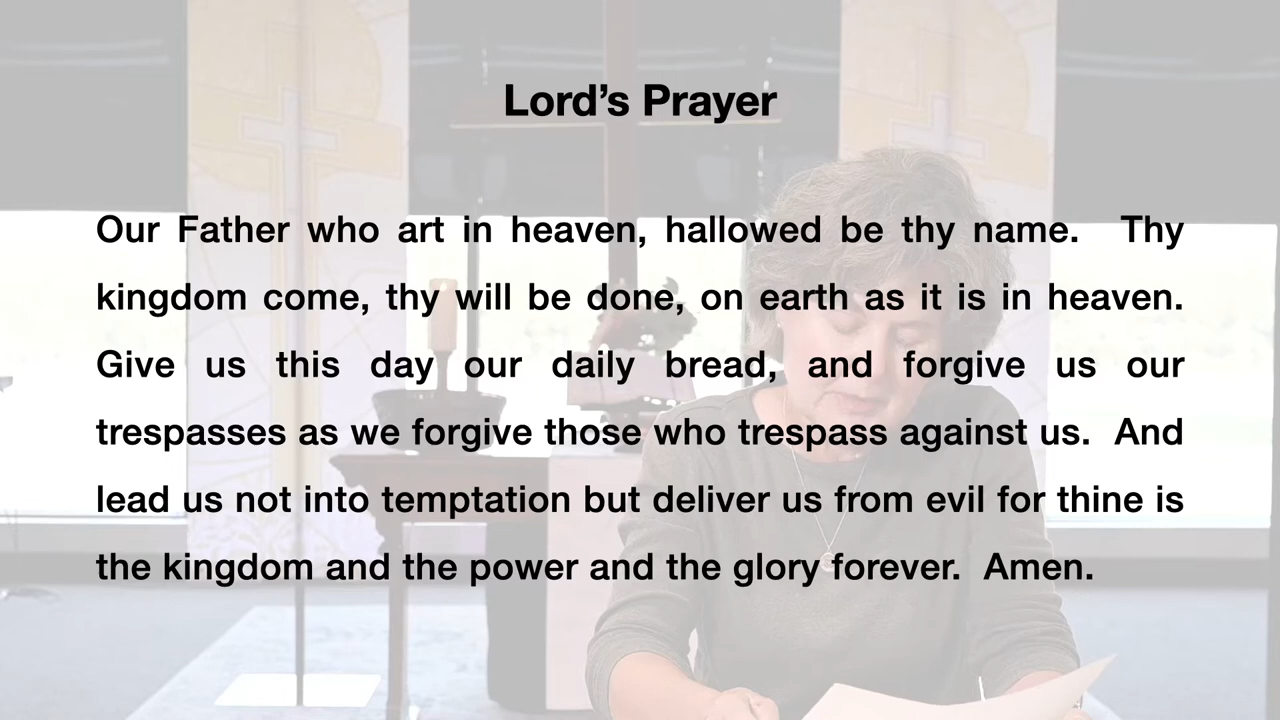 Lord’s Prayer
Our Father who art in heaven, hallowed be thy name.  Thy
kingdom come, thy will be done, on earth as it is in heaven.
Give us this day our daily bread, and forgive us our
trespasses as we forgive those who trespass against us.  And
lead us not into temptation but deliver us from evil for thine is
the kingdom and the power and the glory forever.  Amen.